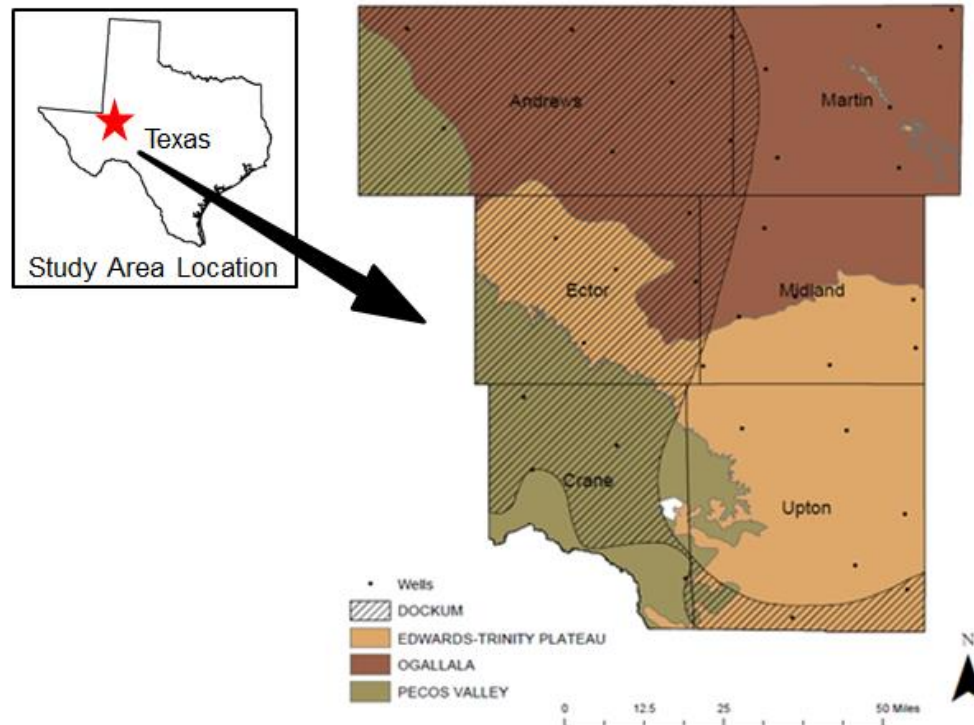 Texas
Study Area Location
Andrews
Martin
Ector
Midland
Crane
Upton
Wells
DOCKUM
EDWARDS-TRINITY PLATEAU
OGALLALA
PECOS VALLEY
N
0 12.5 25 50 Miles